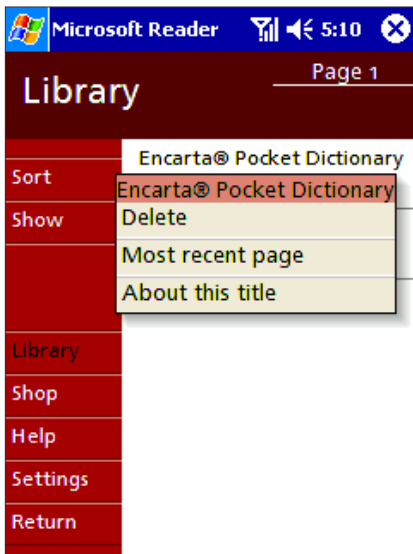 Microsoft Reader 5:10
Library
Page 1
Encarta® Pocket Dictionary
Sort
Show
Encarta® Pocket Dictionary
Delete
Most recent page
About this title
Library
Shop
Help
Settings
Return